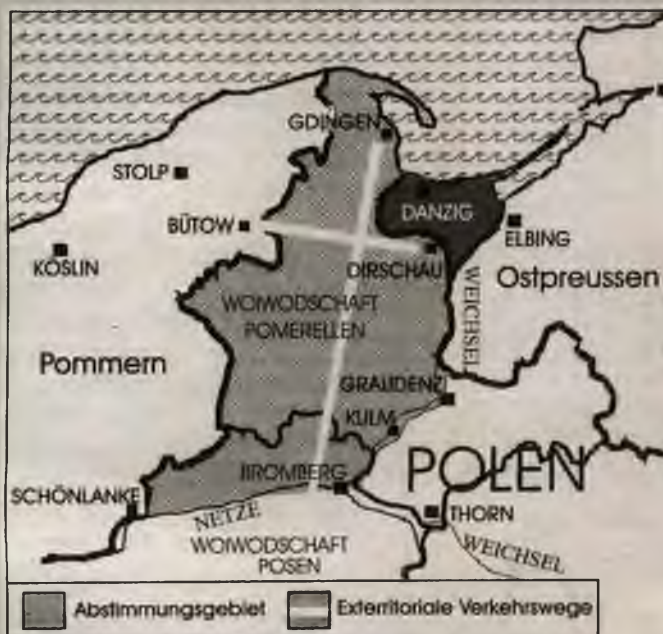 GDINGEN
STOLP
BÜTOW
DANZIG
ELBING
KÖSLIN
DIRSCHAU
Ostpreussen
WEICHSEL
WOIWODSCHAFT
POMERELLEN
Pommern
GRAUDENZ
KULM
POLEN
BROMBERG
SCHÖNLANKE
NETZE
THORN
WOIWODSCHAFT
POSEN
WEICHSEL
Abstimmungsgebiet
Exterritoriale Verkehrswege